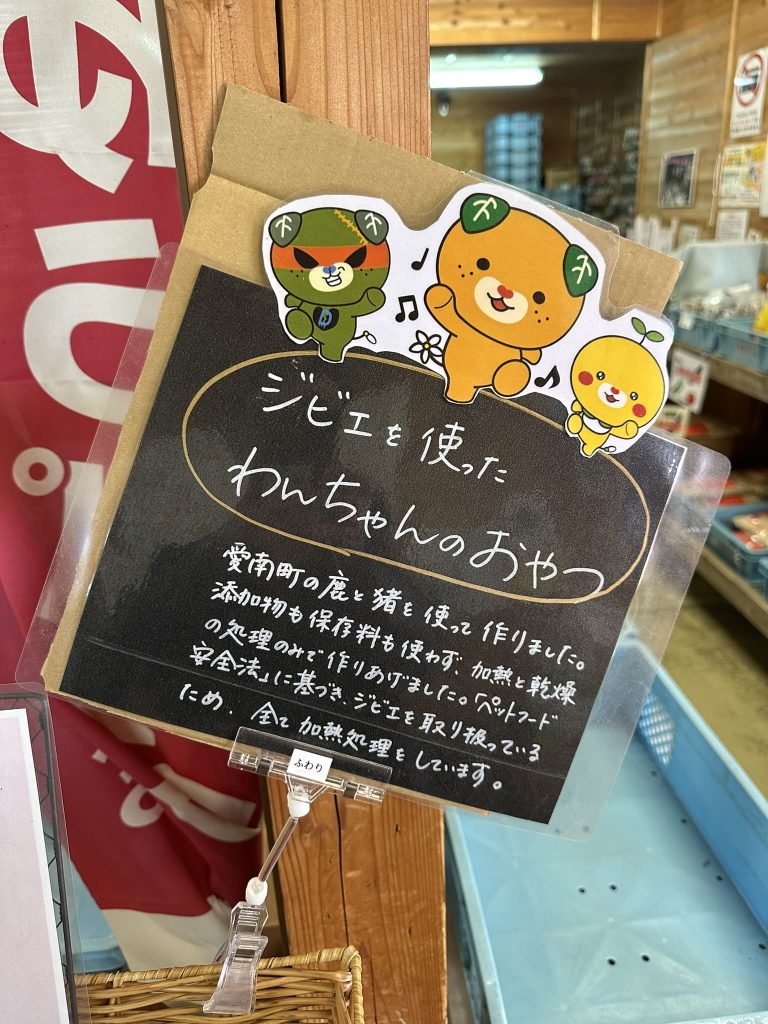 ジビエを使った
わんちゃんのおやつ
愛南町の鹿と猪を使って作りました。
添加物も保存料も使わず、加熱と乾燥
の処理のみで作りあげました。「ペットフード
安全法」に基づき、ジビエを取り扱っている
ため、全て加熱処理をしています。
ふわり